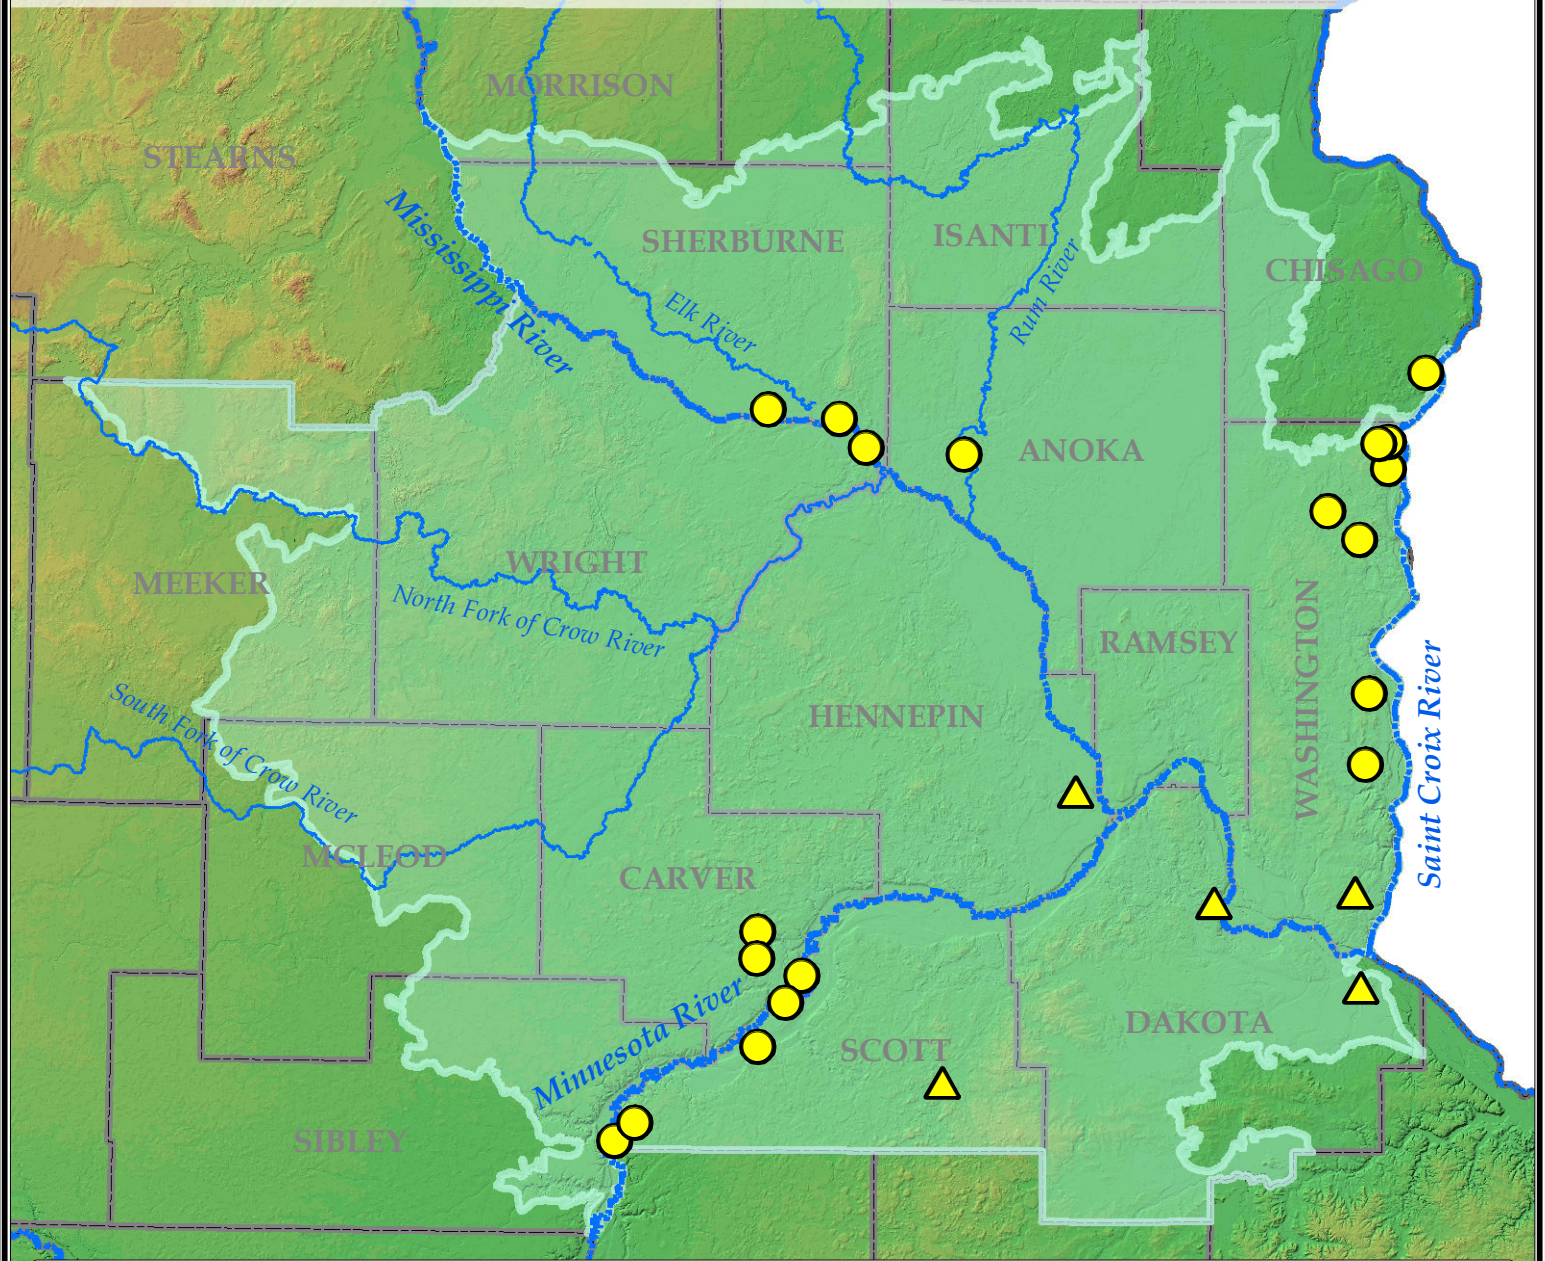 MORRISON
STEARNS
Mississippi River
SHERBURNE
ISANTI
CHISAGO
Elk River
Rum River
ANOKA
WRIGHT
MEEKER
North Fork of Crow River
RAMSEY
WASHINGTON
Saint Croix River
South Fork of Crow River
HENNEPIN
MCLEOD
CARVER
Minnesota River
DAKOTA
SCOTT
SIBLEY